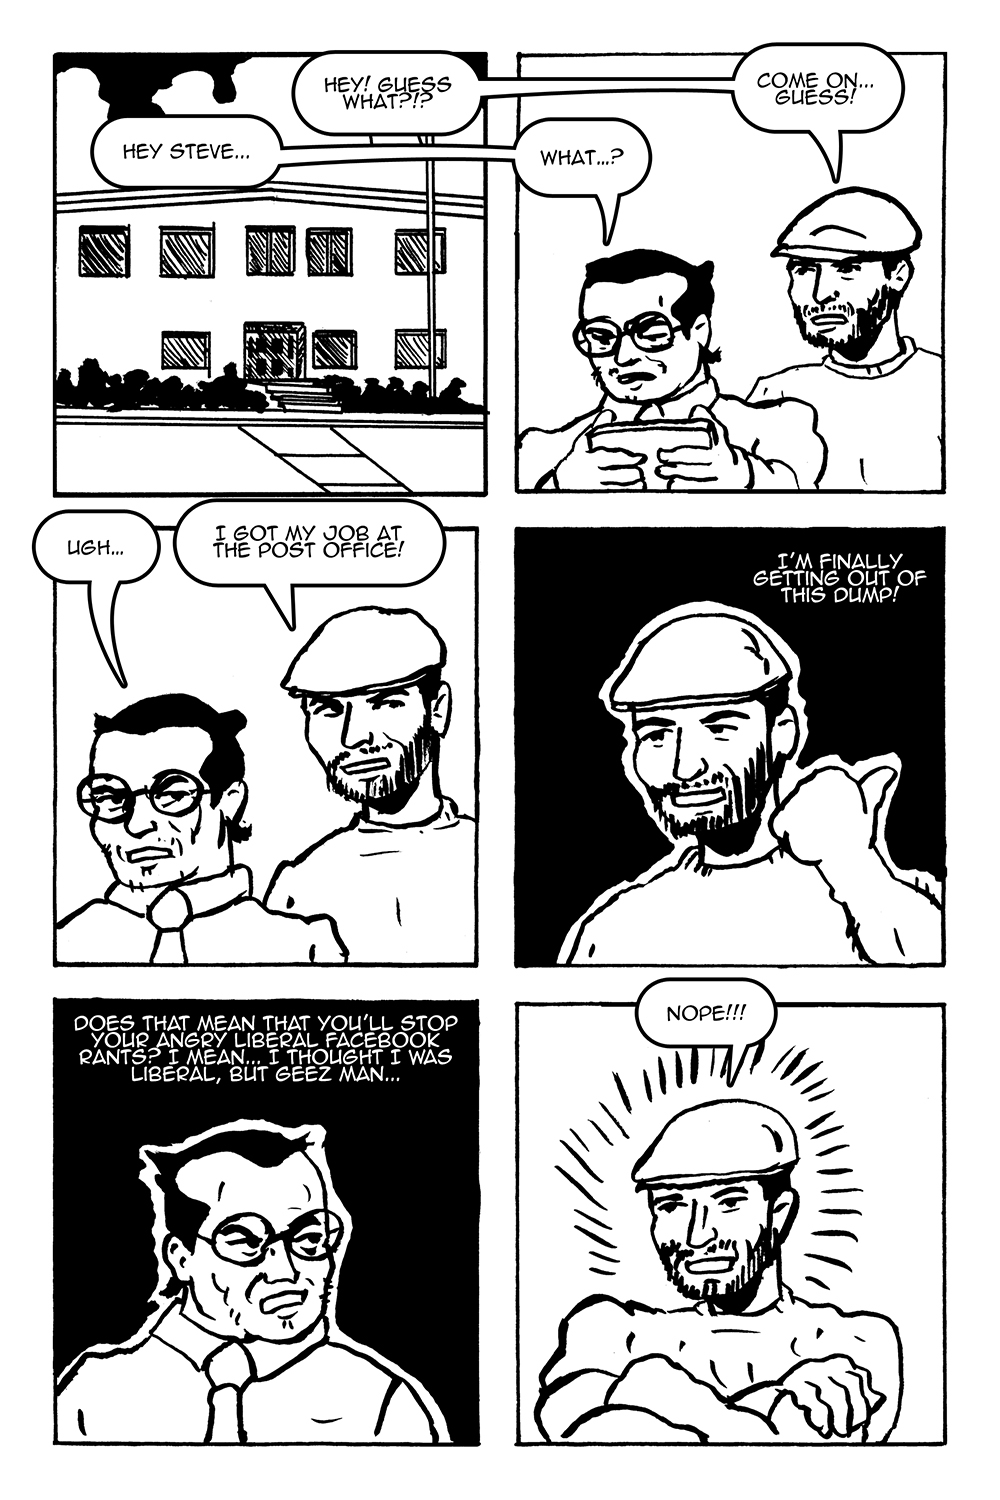 HEY! GUESS
WHAT?!?
HEY STEVE...
COME ON...
GUESS!
WHAT...?
UGH...
I GOT MY JOB AT
THE POST OFFICE!
I'M FINALLY
GETTING OUT OF
THIS DUMP!
DOES THAT MEAN THAT YOU'LL STOP
YOUR ANGRY LIBERAL FACEBOOK
RANTS? I MEAN... I THOUGHT I WAS
LIBERAL, BUT GEEZ MAN...
NOPE!!!